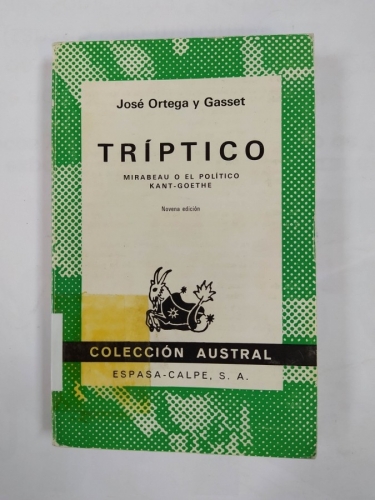 José Ortega y Gasset
TRÍPTICO
MIRABEAU O EL POLÍTICO
KANT-GOETHE
Novena edición
COLECCIÓN AUSTRAL
ESPASA-CALPE, S. A.